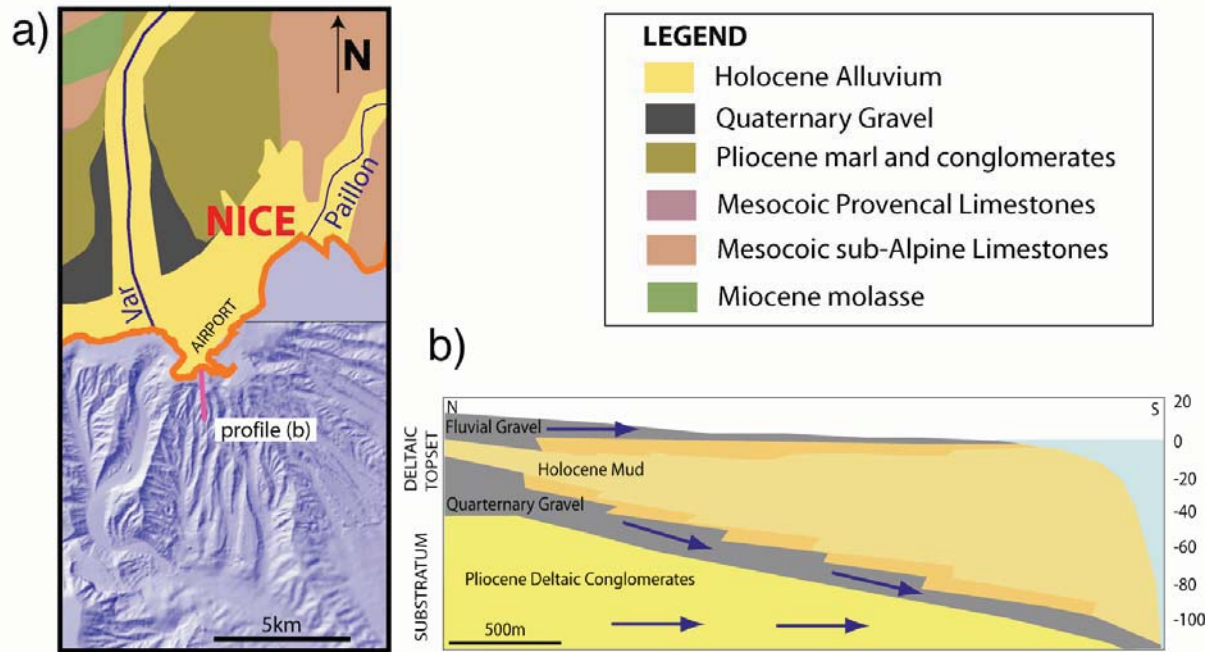 a)
N
NICE
Paillon
Var
AIRPORT
profile (b)
5km
LEGEND
Holocene Alluvium
Quaternary Gravel
Pliocene marl and conglomerates
Mesocoic Provencal Limestones
Mesocoic sub-Alpine Limestones
Miocene molasse
b)
N
S
20
0
-20
-40
-60
-80
-100
DELTAIC
TOPSET
SUBSTRATUM
Fluvial Gravel
Holocene Mud
Quarternary Gravel
Pliocene Deltaic Conglomerates
500m